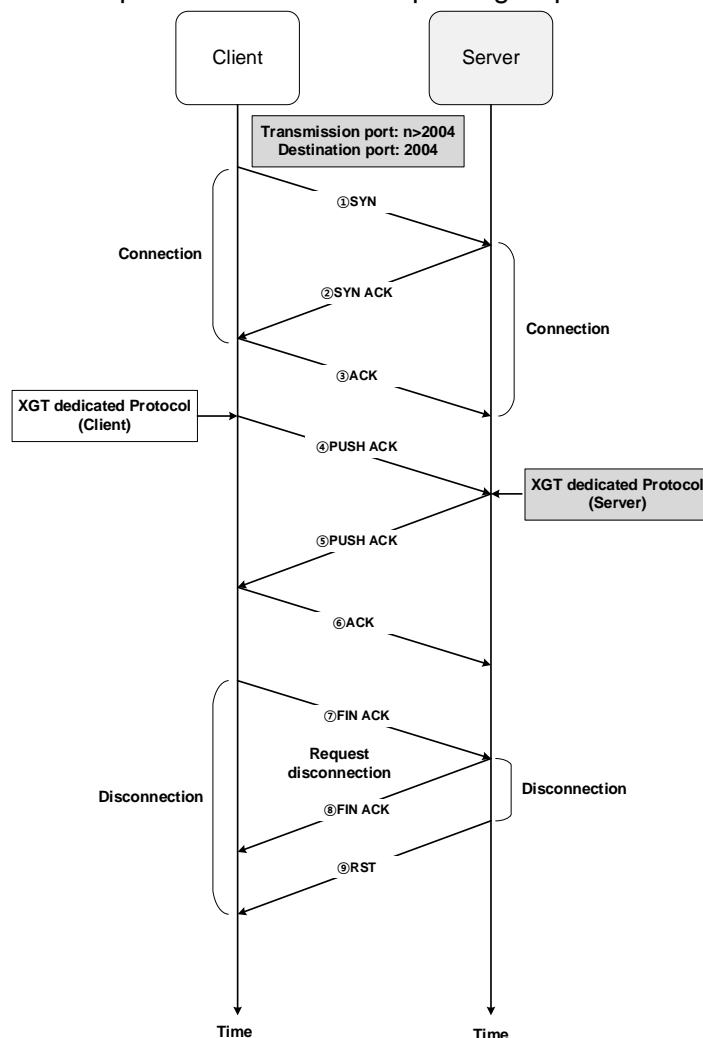 Client
Server
Transmission port: n>2004
Destination port: 2004
①SYN
Connection
②SYN ACK
Connection
③ACK
XGT dedicated Protocol
(Client)
④PUSH ACK
XGT dedicated Protocol
(Server)
⑤PUSH ACK
⑥ACK
⑦FIN ACK
Request
disconnection
Disconnection
Disconnection
⑧FIN ACK
⑨RST
Time
Time